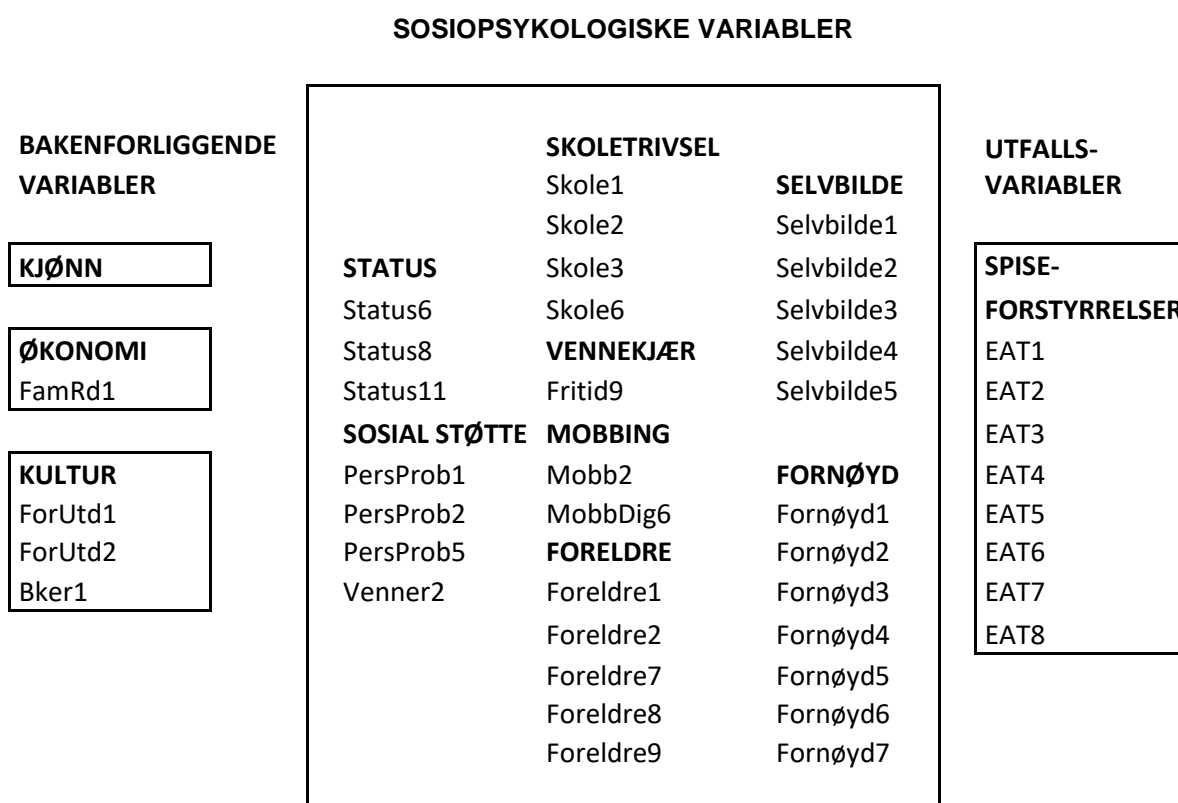 SOSIOPSYKOLOGISKE VARIABLER
BAKENFORLIGGENDE
VARIABLER
KJØNN
ØKONOMI
FamRd1
KULTUR
ForUtd1
ForUtd2
Bker1
STATUS
Status6
Status8
Status11
SOSIAL STØTTE
PersProb1
PersProb2
PersProb5
Venner2
SKOLETRIVSEL
Skole1
Skole2
Skole3
Skole6
VENNEKJÆR
Fritid9
MOBBING
Mobb2
MobbDig6
FORELDRE
Foreldre1
Foreldre2
Foreldre7
Foreldre8
Foreldre9
SELVBILDE
Selvbilde1
Selvbilde2
Selvbilde3
Selvbilde4
Selvbilde5
FORNØYD
Fornøyd1
Fornøyd2
Fornøyd3
Fornøyd4
Fornøyd5
Fornøyd6
Fornøyd7
UTFALLS-
VARIABLER
SPISE-
FORSTYRRELSER
EAT1
EAT2
EAT3
EAT4
EAT5
EAT6
EAT7
EAT8